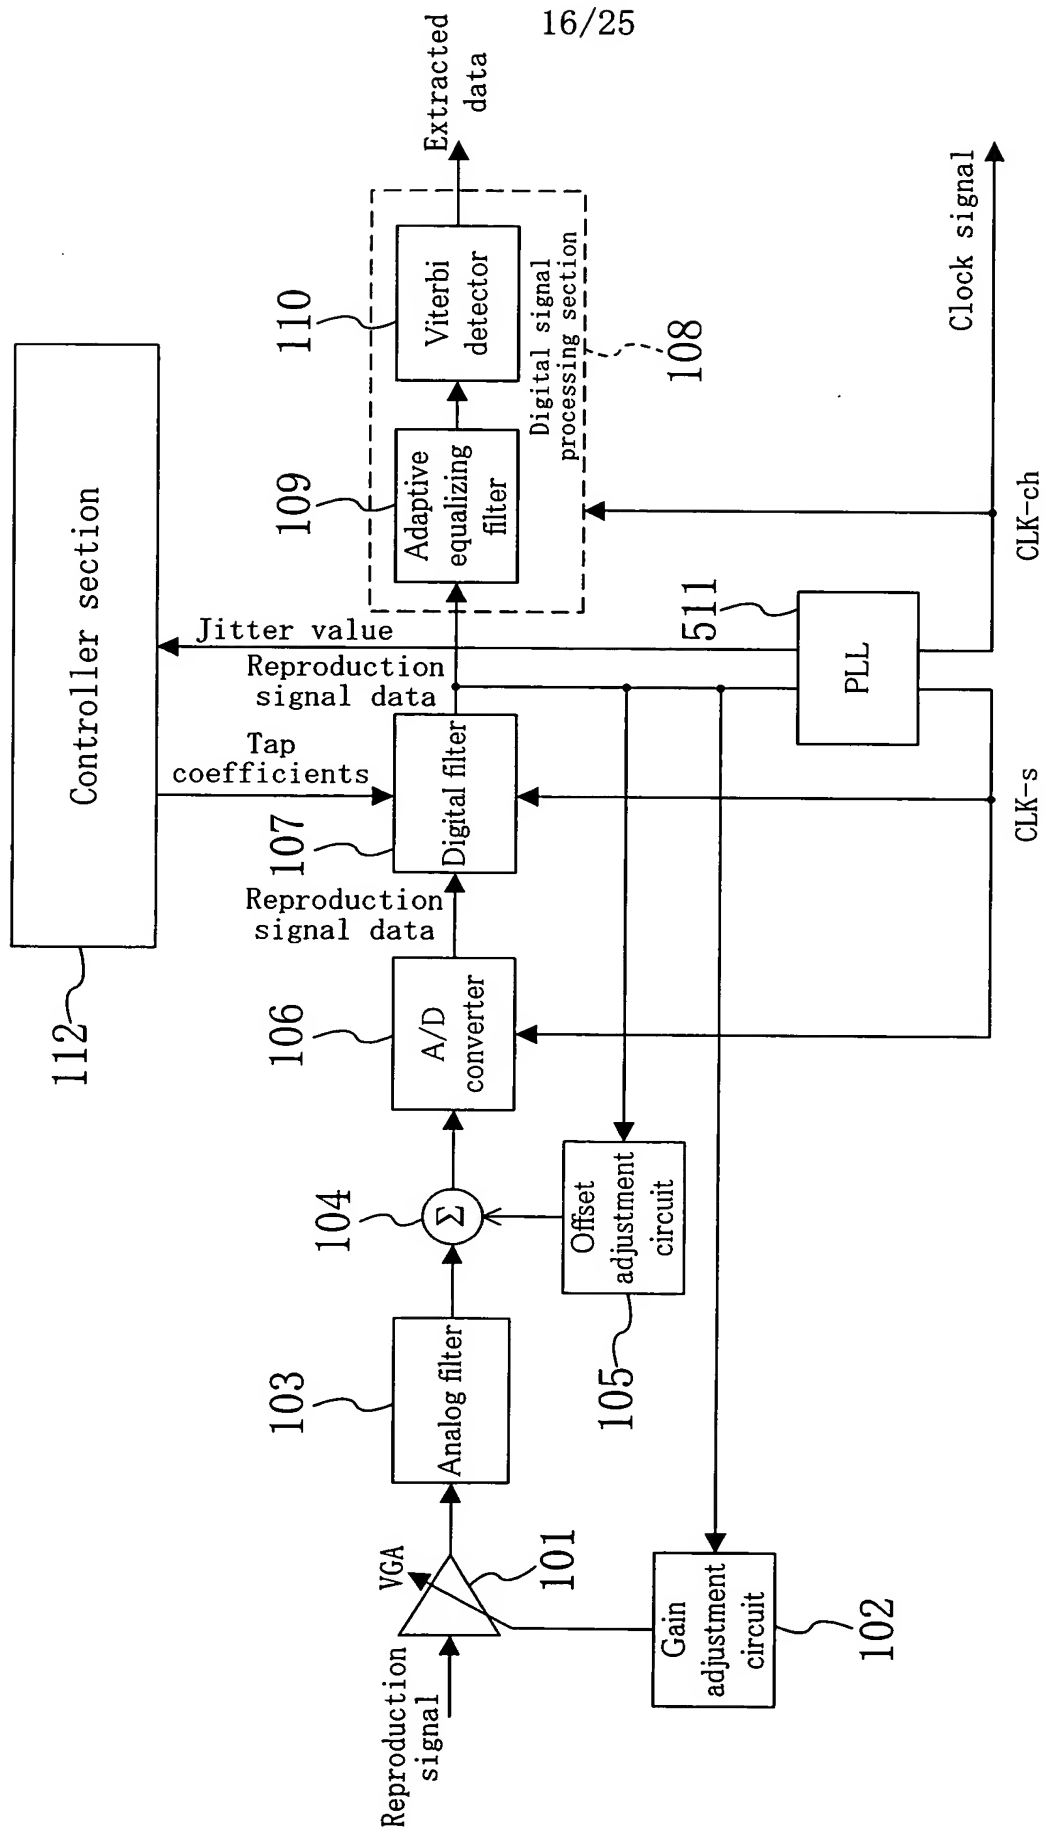 16/25
Controller section
112
Reproduction
signal
VGA
101
Gain
adjustment
circuit
102
103
Analog filter
104
Σ
Offset
adjustment
circuit
105
106
A/D
converter
Reproduction
signal data
107
Digital filter
Tap
coefficients
Reproduction
signal data
Jitter value
109
Adaptive
equalizing
filter
110
Viterbi
detector
Digital signal
processing section
108
Extracted
data
511
PLL
CLK-s
CLK-ch
Clock signal